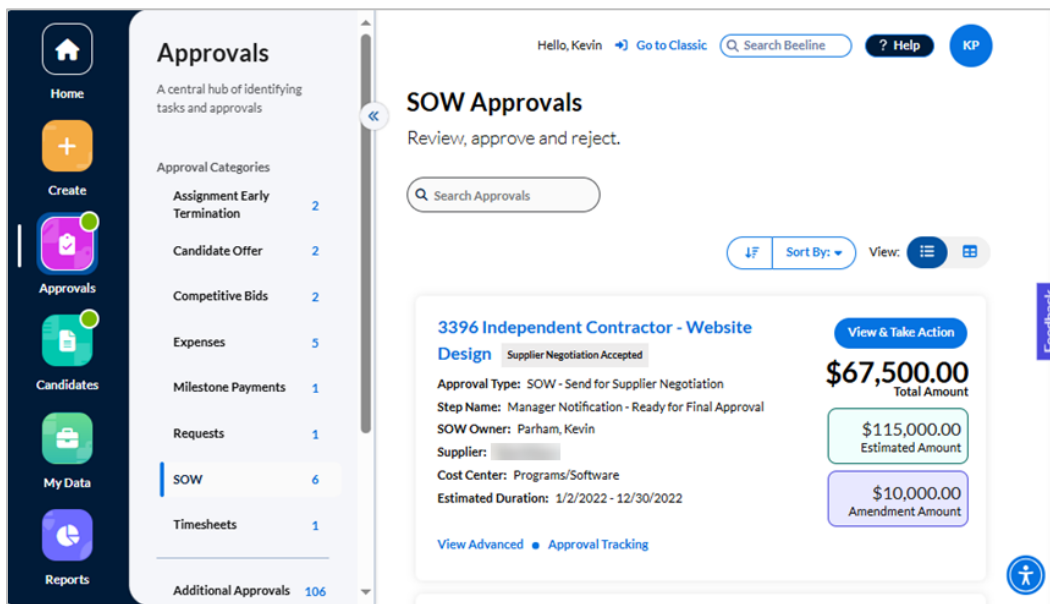 Home
Create
Approvals
Candidates
My Data
Reports
Approvals
A central hub of identifying
tasks and approvals
Approval Categories
Assignment Early
Termination 2
Candidate Offer 2
Competitive Bids 2
Expenses 5
Milestone Payments 1
Requests 1
SOW 6
Timesheets 1
Additional Approvals 106
Hello, Kevin Go to Classic Search Beeline ? Help KP
SOW Approvals
Review, approve and reject.
Search Approvals
Sort By: View:
3396 Independent Contractor - Website
Design Supplier Negotiation Accepted
Approval Type: SOW - Send for Supplier Negotiation
Step Name: Manager Notification - Ready for Final Approval
SOW Owner: Parham, Kevin
Supplier:
Cost Center: Programs/Software
Estimated Duration: 1/2/2022 - 12/30/2022
View Advanced • Approval Tracking
View & Take Action
$67,500.00
Total Amount
$115,000.00
Estimated Amount
$10,000.00
Amendment Amount
Feedback